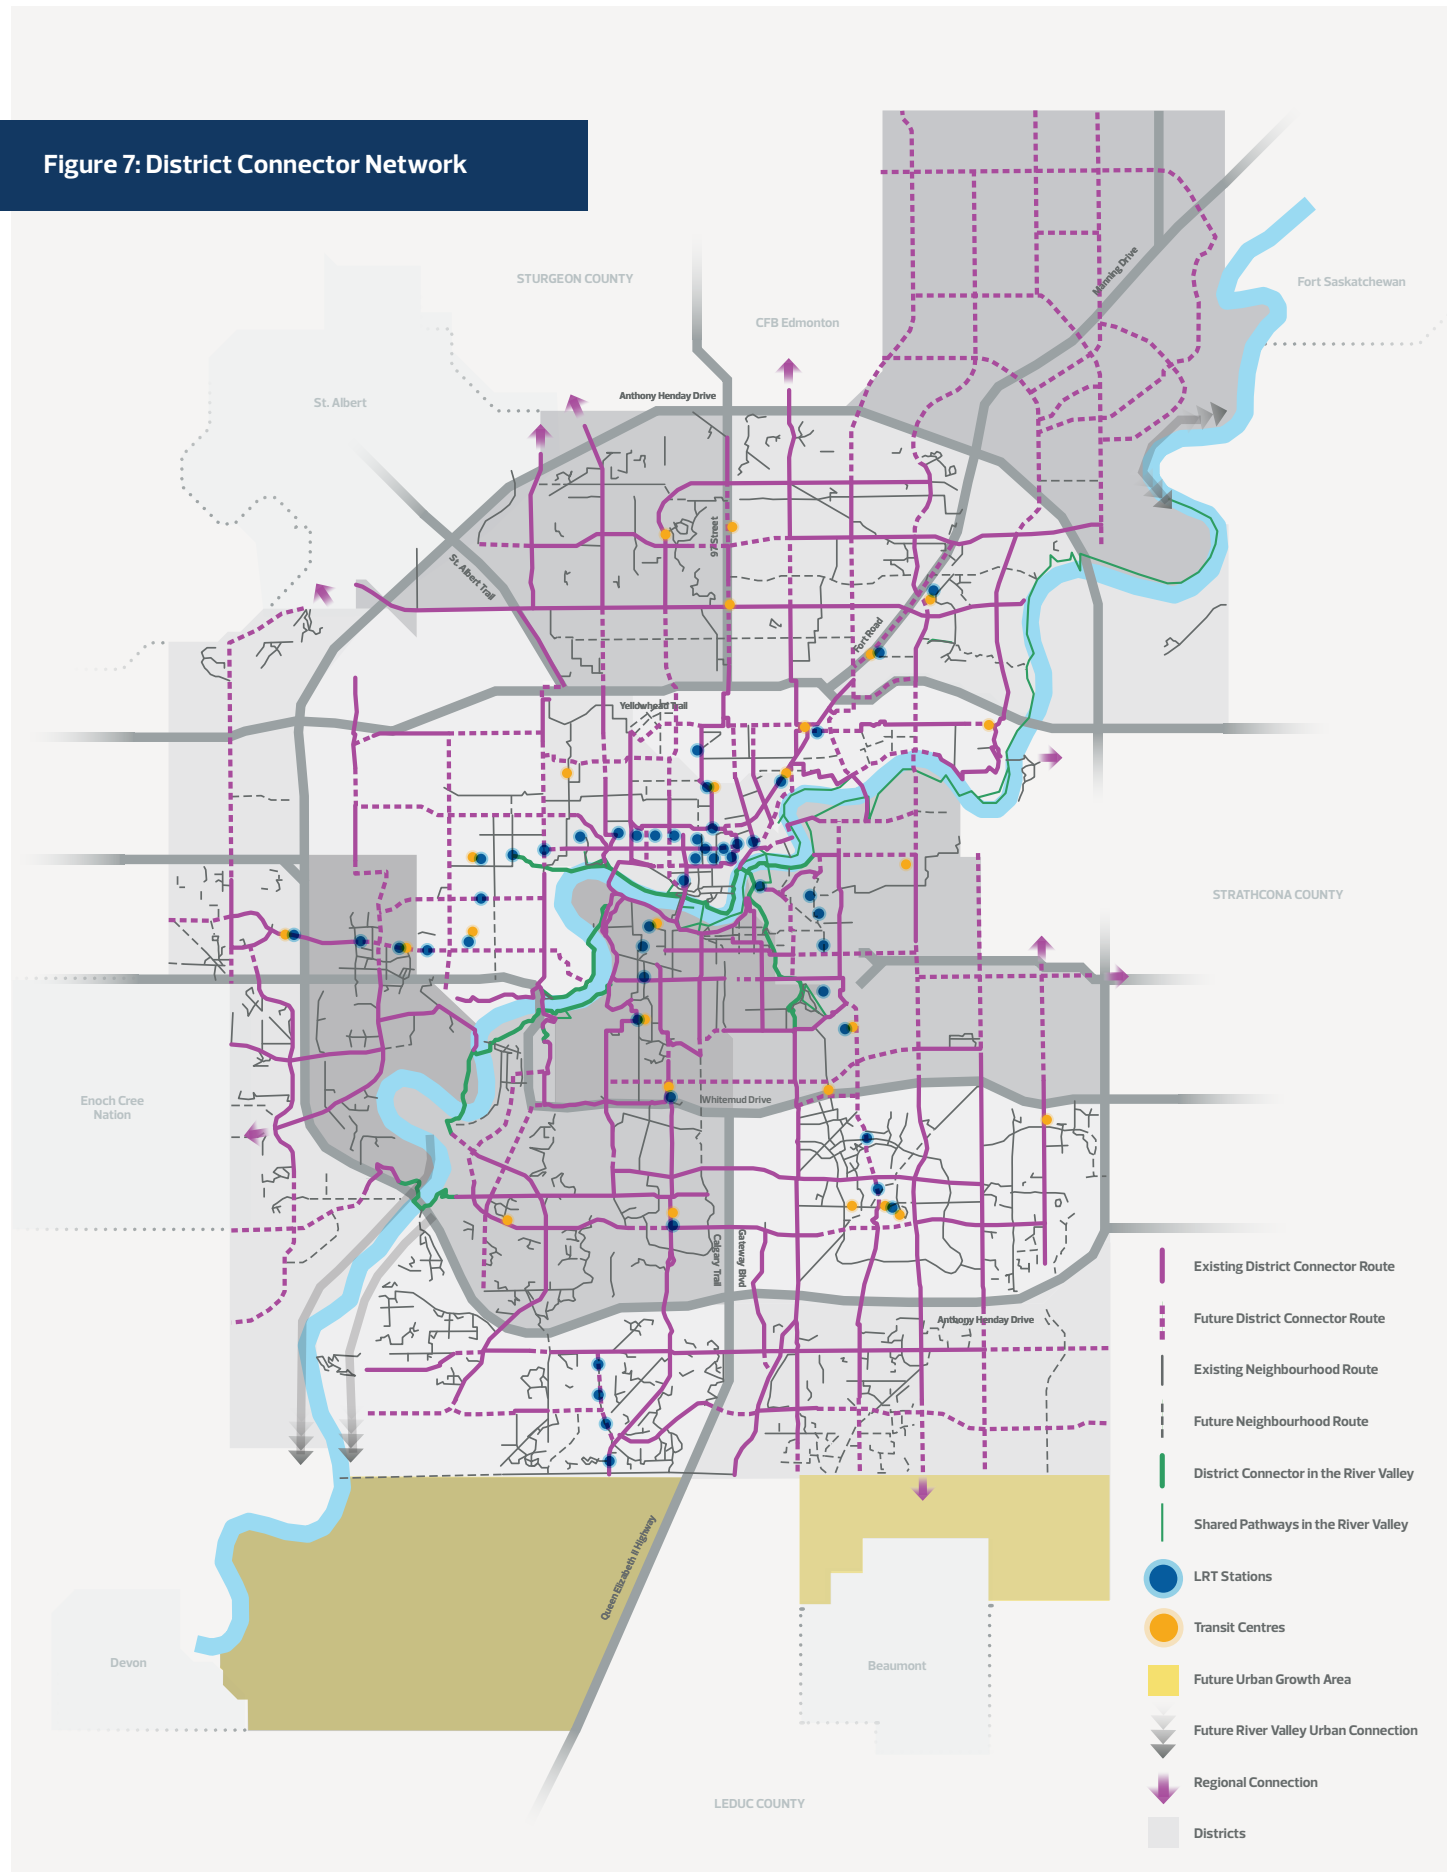 Figure 7: District Connector Network
STURGEON COUNTY
Fort Saskatchewan
CFB Edmonton
Manning Drive
St. Albert
Anthony Henday Drive
97 Street
St. Albert Trail
Fort Road
Yellowhead Trail
STRATHCONA COUNTY
Enoch Cree
Nation
Whitemud Drive
Calgary Trail
Gateway Blvd
Anthony Henday Drive
Queen Elizabeth II Highway
Devon
Beaumont
LEDUC COUNTY
Existing District Connector Route
Future District Connector Route
Existing Neighbourhood Route
Future Neighbourhood Route
District Connector in the River Valley
Shared Pathways in the River Valley
LRT Stations
Transit Centres
Future Urban Growth Area
Future River Valley Urban Connection
Regional Connection
Districts